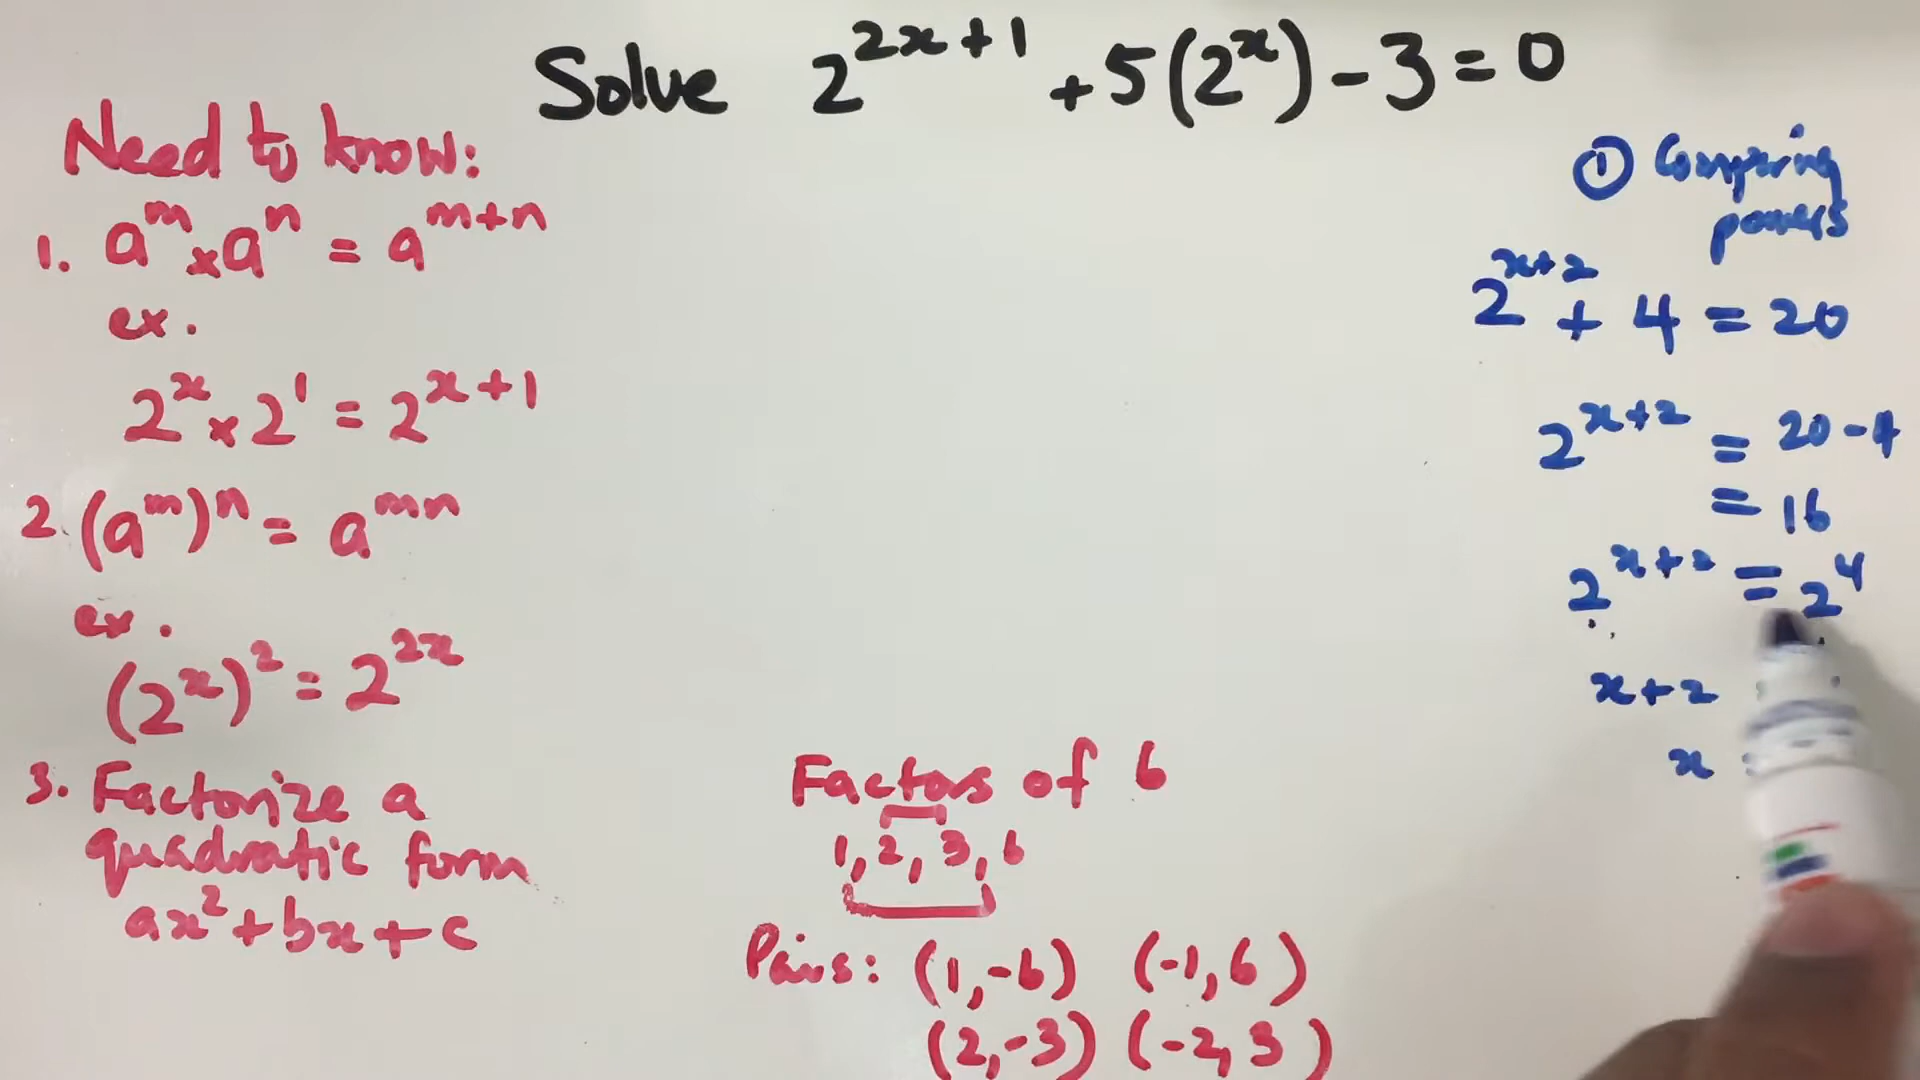 Solve 2^{2x+1} + 5(2^x) - 3 = 0
Need to know:
1. a^m × a^n = a^{m+n}
ex.
2^x × 2^1 = 2^{x+1}
2. (a^m)^n = a^{mn}
ex.
(2^x)^2 = 2^{2x}
3. Factorize a
quadratic form
ax^2 + bx + c
Factors of 6
1, 2, 3, 6
Pairs: (1,-6) (-1,6)
(2,-3) (-2,3)
① Comparing
powers
2^{x+2} + 4 = 20
2^{x+2} = 20-4
= 16
2^{x+2} = 2^4
x+2
x